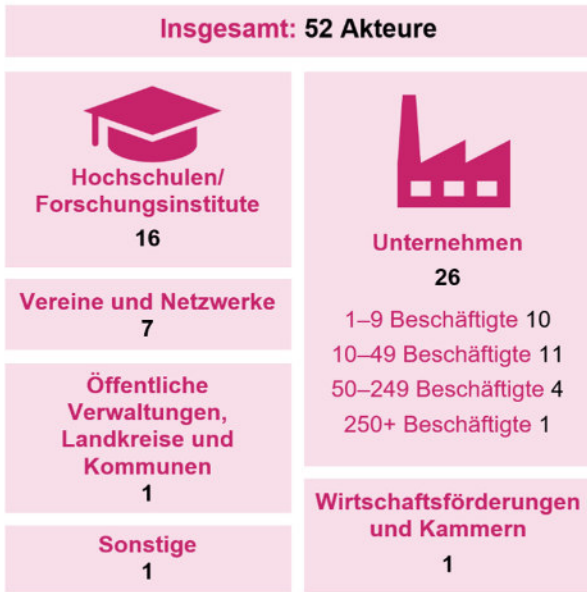 Insgesamt: 52 Akteure
Hochschulen/
Forschungsinstitute
16
Vereine und Netzwerke
7
Öffentliche
Verwaltungen,
Landkreise und
Kommunen
1
Sonstige
1
Unternehmen
26
1–9 Beschäftigte 10
10–49 Beschäftigte 11
50–249 Beschäftigte 4
250+ Beschäftigte 1
Wirtschaftsförderungen
und Kammern
1